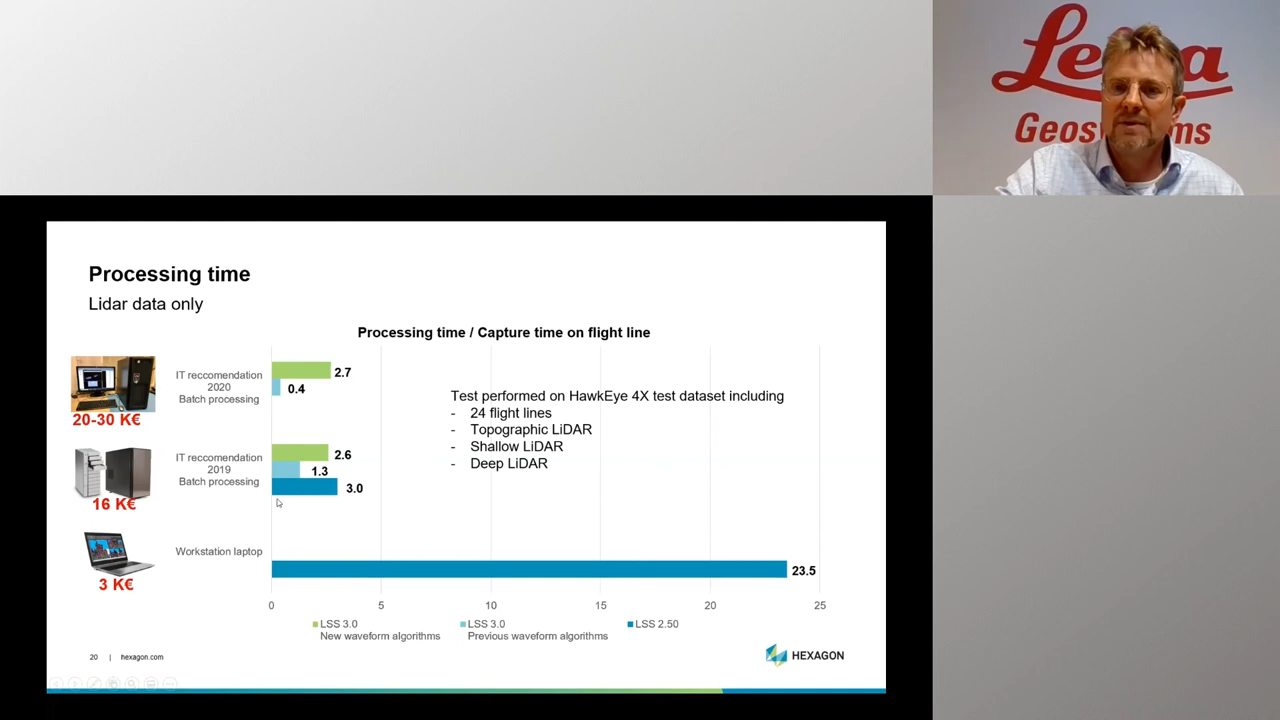 Leica
Geosystems
Processing time
Lidar data only
Processing time / Capture time on flight line
IT reccomendation
2020
Batch processing
20-30 K€
2.7
0.4
Test performed on HawkEye 4X test dataset including
- 24 flight lines
- Topographic LiDAR
- Shallow LiDAR
- Deep LiDAR
IT reccomendation
2019
Batch processing
16 K€
2.6
1.3
3.0
Workstation laptop
3 K€
23.5
0 5 10 15 20 25
LSS 3.0
New waveform algorithms
LSS 3.0
Previous waveform algorithms
LSS 2.50
20 | hexagon.com
HEXAGON